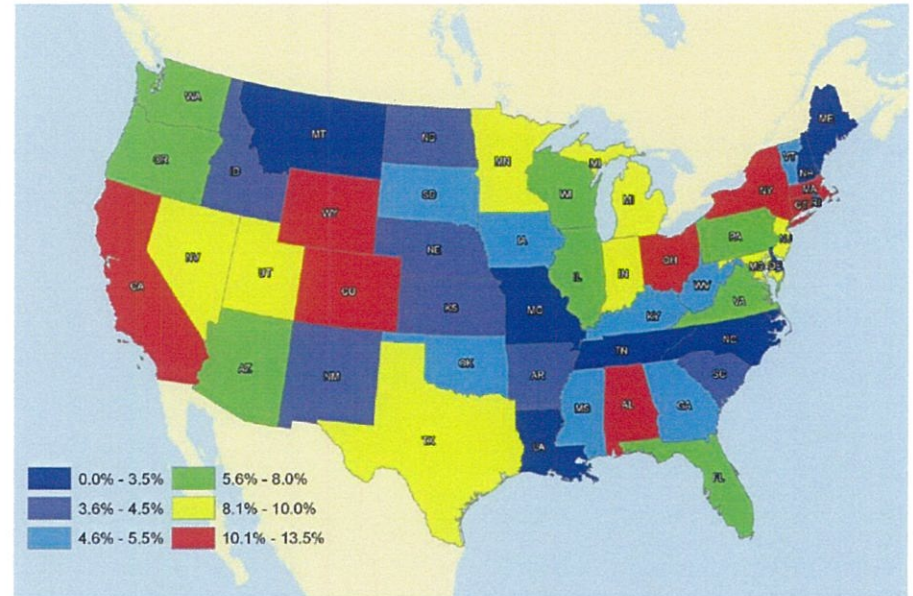 WA
MT
ND
ME
VT
MN
MI
NH
OR
ID
SD
WI
MI
NY
MA
CT RI
WY
IA
PA
NJ
NV
UT
NE
IL
IN
OH
MD DE
CA
CO
KS
MO
KY
WV
VA
AZ
NM
OK
AR
TN
NC
SC
MS
AL
GA
TX
LA
FL
0.0% - 3.5%
5.6% - 8.0%
3.6% - 4.5%
8.1% - 10.0%
4.6% - 5.5%
10.1% - 13.5%